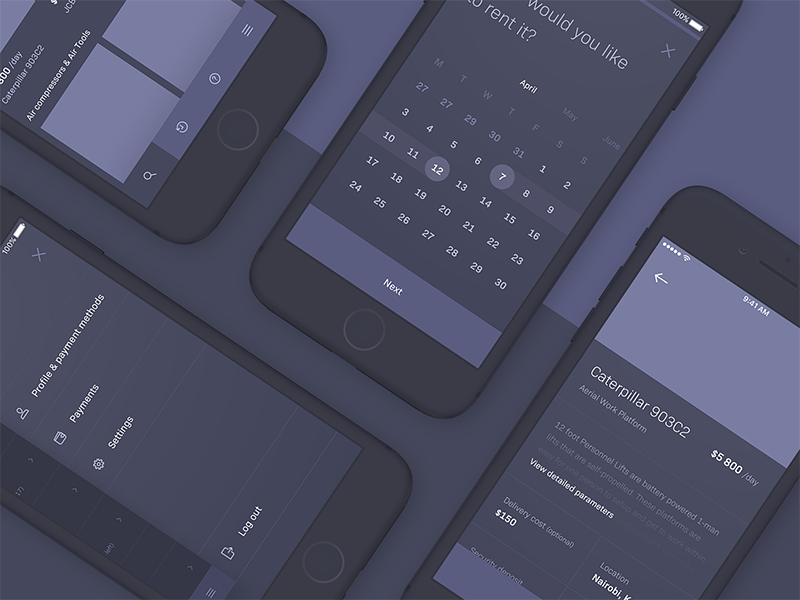 JCB
/day
Caterpillar 903C2
Air compressors & Air Tools
100%
would you like
to rent it?
April
May
June
M T W T F S S
27 27 29 30 31 1 2
3 4 5 6 7 8 9
10 11 12 13 14 15 16
17 18 19 20 21 22 23
24 25 26 27 28 29 30
Next
100%
Profile & payment methods
Payments
Settings
Log out
17)
left)
9:41 AM
Caterpillar 903C2
Aerial Work Platform
$5 800 /day
12 foot Personnel Lifts are battery powered 1-man
lifts that are self-propelled. These platforms are
View detailed parameters
Delivery cost (optional)
$150
Location
Nairobi, K
Security deposit